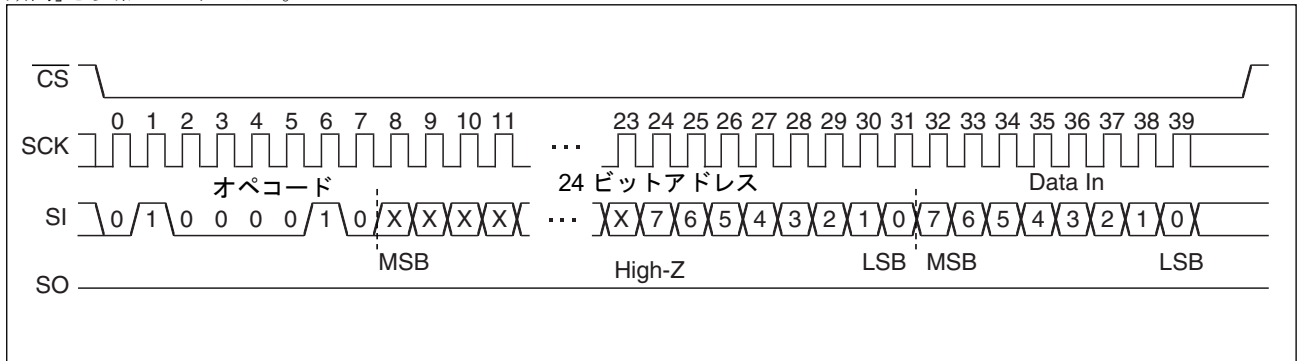 CS
0 1 2 3 4 5 6 7 8 9 10 11 23 24 25 26 27 28 29 30 31 32 33 34 35 36 37 38 39
SCK ...
オペコード 24 ビットアドレス Data In
SI 0 1 0 0 0 0 1 0 X X X X ... X 7 6 5 4 3 2 1 0 7 6 5 4 3 2 1 0
MSB High-Z LSB MSB LSB
SO